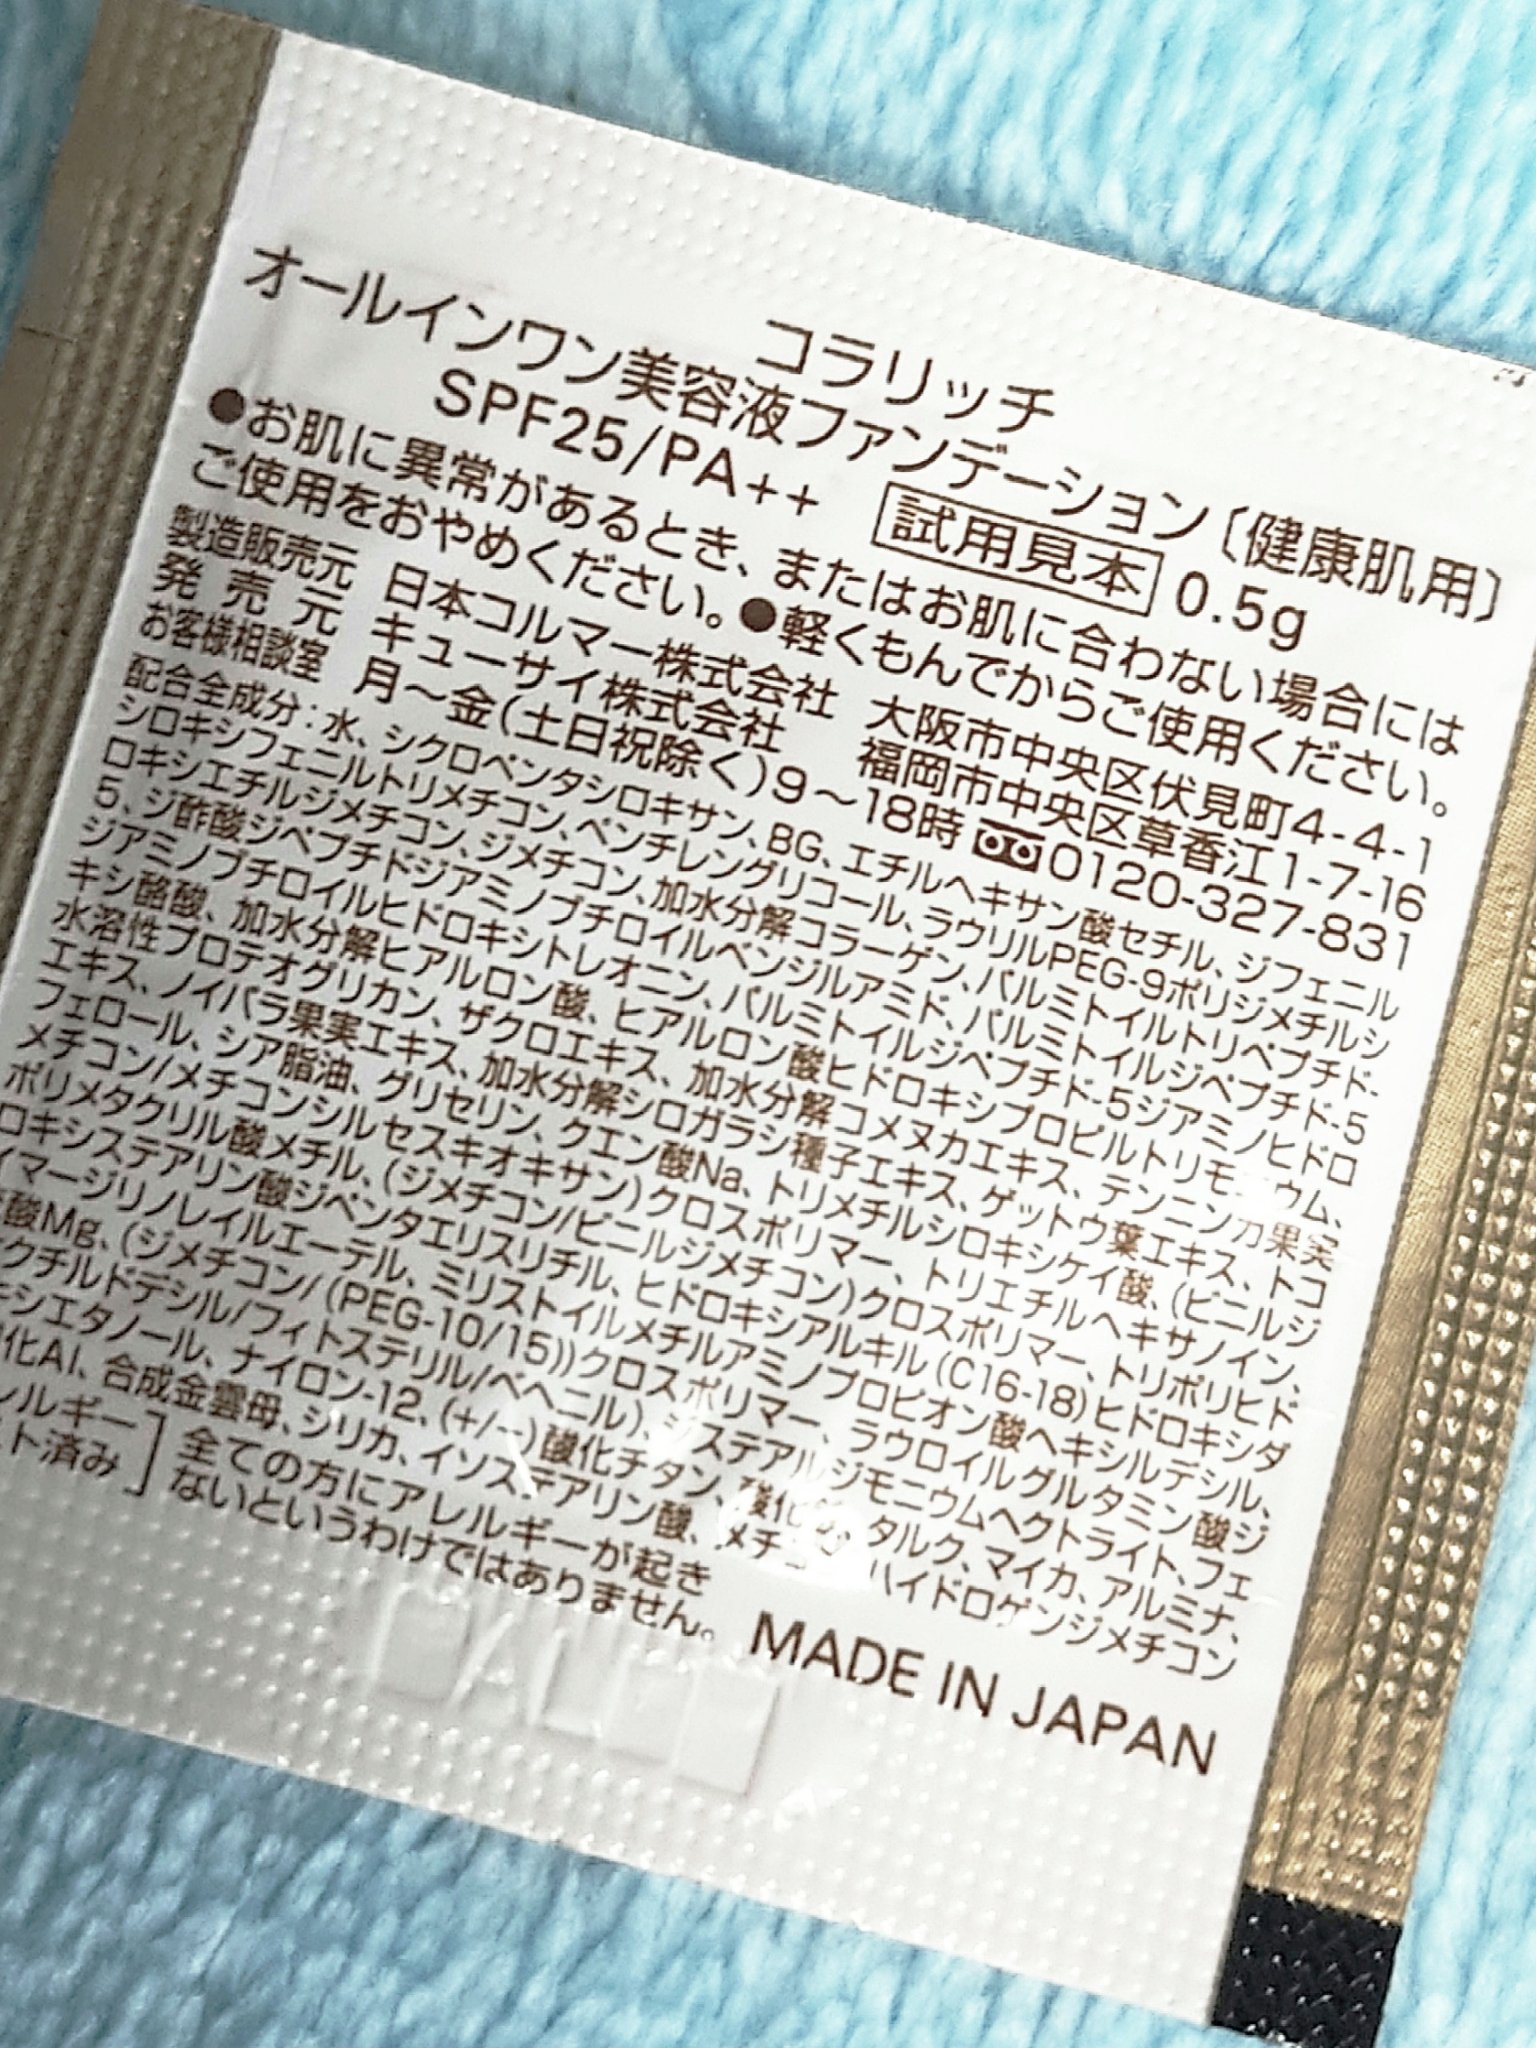 コラリッチ
オールインワン美容液ファンデーション〔健康肌用〕
SPF25/PA++ 試用見本 0.5g
●お肌に異常があるとき、またはお肌に合わない場合には
ご使用をおやめください。●軽くもんでからご使用ください。
製造販売元 日本コルマー株式会社 大阪市中央区伏見町4-4-1
発売元 キューサイ株式会社 福岡市中央区草香江1-7-16
お客様相談室 月〜金(土日祝除く)9〜18時 0120-327-831
配合全成分:水、シクロペンタシロキサン、BG、エチルヘキサン酸セチル、ジフェニル
シロキシフェニルトリメチコン、ペンチレングリコール、ラウリルPEG-9ポリジメチルシ
ロキシエチルジメチコン、ジメチコン、加水分解コラーゲン、パルミトイルトリペプチド-
5、ジ酢酸ジペプチドジアミノブチロイルベンジルアミド、パルミトイルジペプチド-5
ジアミノブチロイルヒドロキシトレオニン、パルミトイルジペプチド-5ジアミノヒドロ
キシ酪酸、加水分解ヒアルロン酸、ヒアルロン酸ヒドロキシプロピルトリモ ウム、
水溶性プロテオグリカン、ザクロエキス、加水分解コメヌカエキス、テンニンカ果実
エキス、ノイバラ果実エキス、加水分解シロガラシ種子エキス、ゲットウ葉エキス、トコ
フェロール、シア脂油、グリセリン、クエン酸Na、トリメチルシロキシケイ酸、(ビニルジ
メチコン/メチコンシルセスキオキサン)クロスポリマー、トリエチルヘキサノイン、
ポリメタクリル酸メチル、(ジメチコン/ビニルジメチコン)クロスポリマー、トリポリヒド
ロキシステアリン酸ジペンタエリスリチル、ヒドロキシアルキル(C16-18)ヒドロキシダ
イマージリノレイルエーテル、ミリストイルメチルアミノプロピオン酸ヘキシルデシル、
酸Mg、(ジメチコン/(PEG-10/15))クロスポリマー、ラウロイルグルタミン酸ジ
クチルドデシル/フィトステリル/ベヘニル)、ジステアルジモニウムヘクトライト、フェ
キシエタノール、ナイロン-12、(+/−)酸化チタン、酸化 タルク、マイカ、アルミナ、
化Al、合成金雲母、シリカ、イソステアリン酸、メチ ハイドロゲンジメチコン
レルギー 全ての方にアレルギーが起き
スト済み ] ないというわけではありません。
MADE IN JAPAN